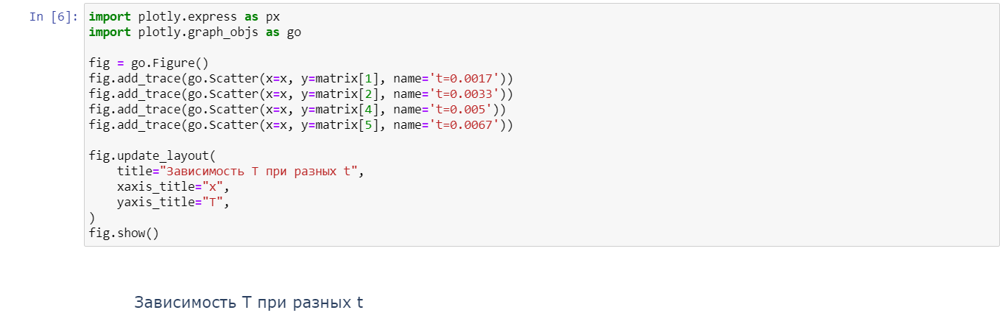 In [6]: import plotly.express as px
import plotly.graph_objs as go
fig = go.Figure()
fig.add_trace(go.Scatter(x=x, y=matrix[1], name='t=0.0017'))
fig.add_trace(go.Scatter(x=x, y=matrix[2], name='t=0.0033'))
fig.add_trace(go.Scatter(x=x, y=matrix[4], name='t=0.005'))
fig.add_trace(go.Scatter(x=x, y=matrix[5], name='t=0.0067'))
fig.update_layout(
    title="Зависимость T при разных t",
    xaxis_title="x",
    yaxis_title="T",
)
fig.show()
Зависимость T при разных t